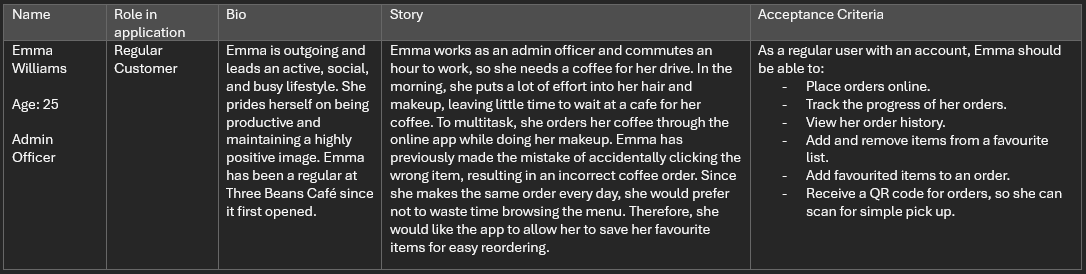 Name
Role in
application
Bio
Story
Acceptance Criteria
Emma
Williams
Age: 25
Admin
Officer
Regular
Customer
Emma is outgoing and
leads an active, social,
and busy lifestyle. She
prides herself on being
productive and
maintaining a highly
positive image. Emma
has been a regular at
Three Beans Café since
it first opened.
Emma works as an admin officer and commutes an
hour to work, so she needs a coffee for her drive. In the
morning, she puts a lot of effort into her hair and
makeup, leaving little time to wait at a cafe for her
coffee. To multitask, she orders her coffee through the
online app while doing her makeup. Emma has
previously made the mistake of accidentally clicking the
wrong item, resulting in an incorrect coffee order. Since
she makes the same order every day, she would prefer
not to waste time browsing the menu. Therefore, she
would like the app to allow her to save her favourite
items for easy reordering.
As a regular user with an account, Emma should
be able to:
- Place orders online.
- Track the progress of her orders.
- View her order history.
- Add and remove items from a favourite
list.
- Add favourited items to an order.
- Receive a QR code for orders, so she can
scan for simple pick up.